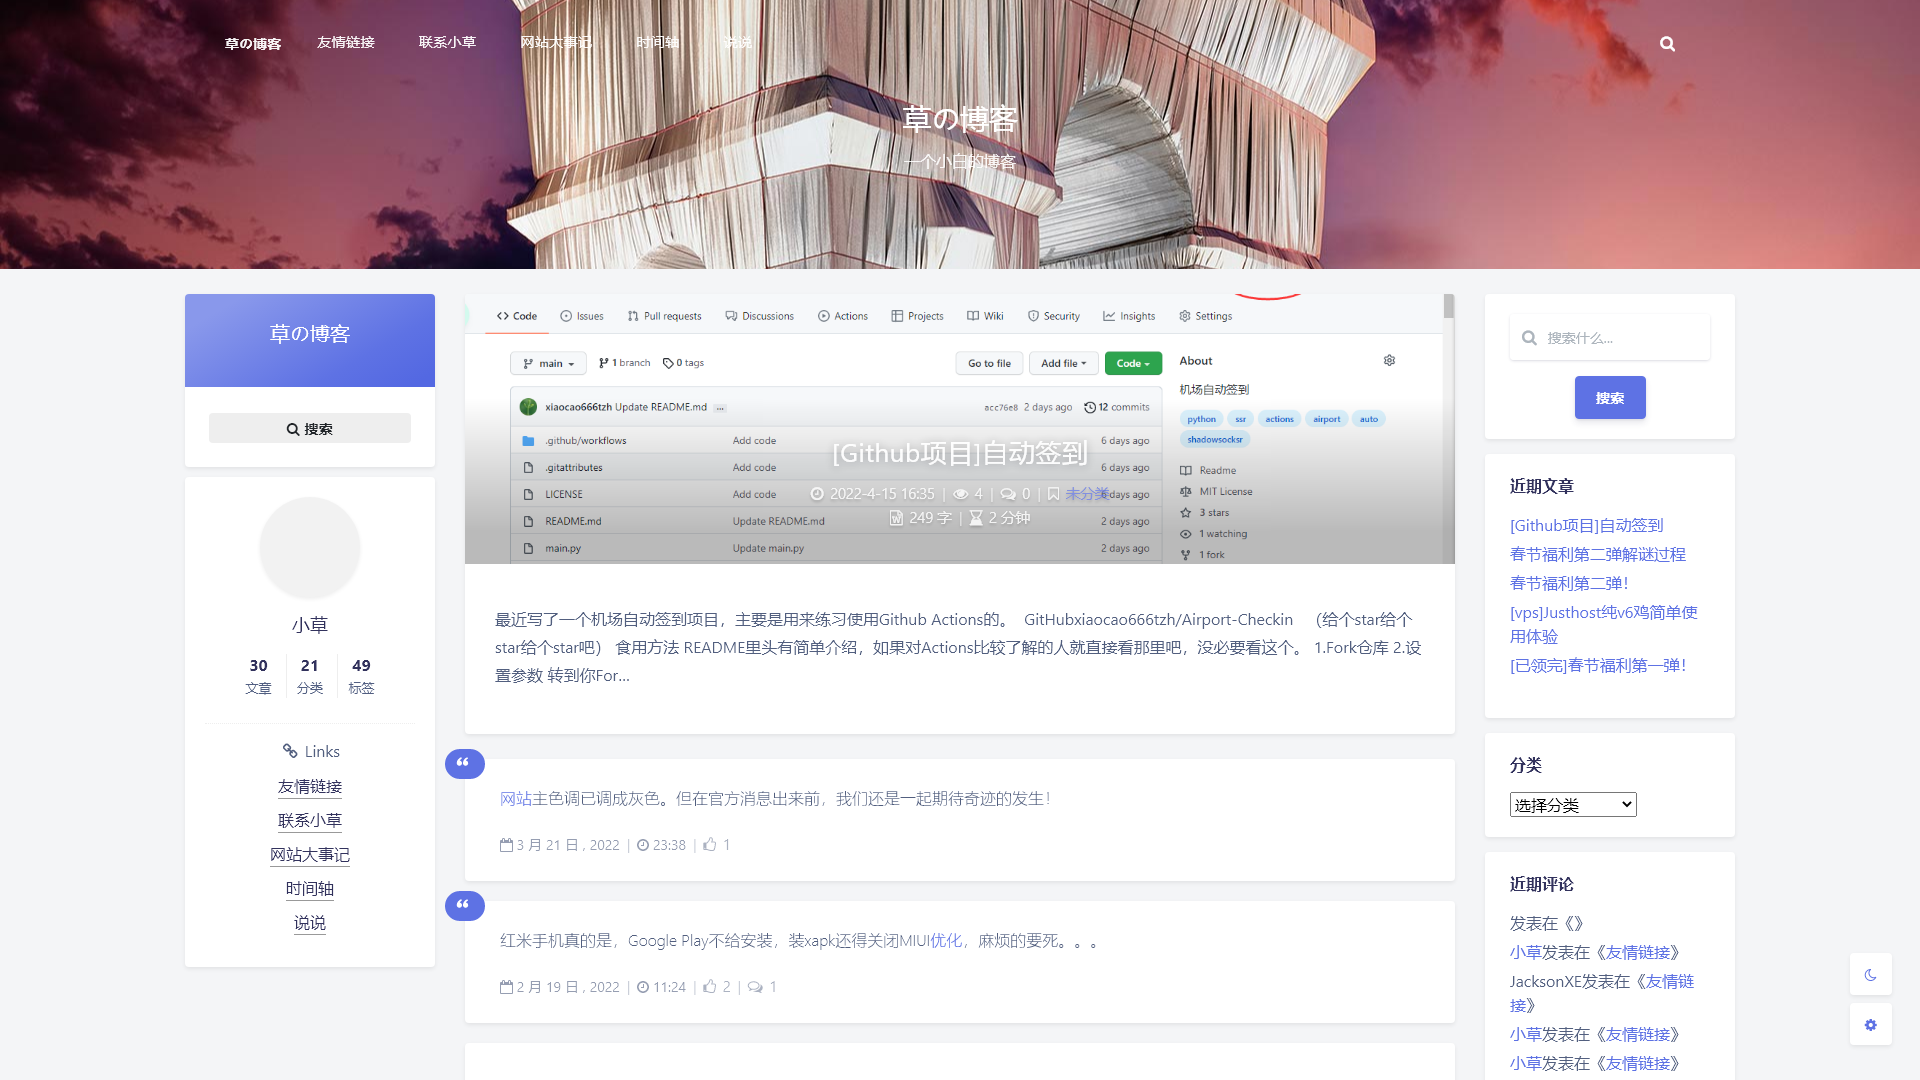 草の博客
友情链接
联系小草
网站大事记
时间轴
说说
草の博客
一个小白的博客
草の博客
搜索
小草
30 21 49
文章 分类 标签
Links
友情链接
联系小草
网站大事记
时间轴
说说
Code Issues Pull requests Discussions Actions Projects Wiki Security Insights Settings
main 1 branch 0 tags Go to file Add file Code
xiaocao666tzh Update README.md ... acc76e8 2 days ago 12 commits
.github/workflows Add code 6 days ago
.gitattributes Add code 6 days ago
LICENSE Add code 6 days ago
README.md Update README.md 2 days ago
main.py Update main.py 2 days ago
About
机场自动签到
python ssr actions airport auto
shadowsocksr
Readme
MIT License
3 stars
1 watching
1 fork
[Github项目]自动签到
2022-4-15 16:35 | 4 | 0 | 未分类
249 字 | 2 分钟
最近写了一个机场自动签到项目，主要是用来练习使用Github Actions的。 GitHubxiaocao666tzh/Airport-Checkin （给个star给个
star给个star吧） 食用方法 README里头有简单介绍，如果对Actions比较了解的人就直接看那里吧，没必要看这个。 1.Fork仓库 2.设
置参数 转到你For...
网站主色调已调成灰色。但在官方消息出来前，我们还是一起期待奇迹的发生！
3 月 21 日 , 2022 | 23:38 | 1
红米手机真的是，Google Play不给安装，装xapk还得关闭MIUI优化，麻烦的要死。。。
2 月 19 日 , 2022 | 11:24 | 2 | 1
搜索什么...
搜索
近期文章
[Github项目]自动签到
春节福利第二弹解谜过程
春节福利第二弹！
[vps]Justhost纯v6鸡简单使
用体验
[已领完]春节福利第一弹！
分类
选择分类
近期评论
发表在《》
小草发表在《友情链接》
JacksonXE发表在《友情链
接》
小草发表在《友情链接》
小草发表在《友情链接》